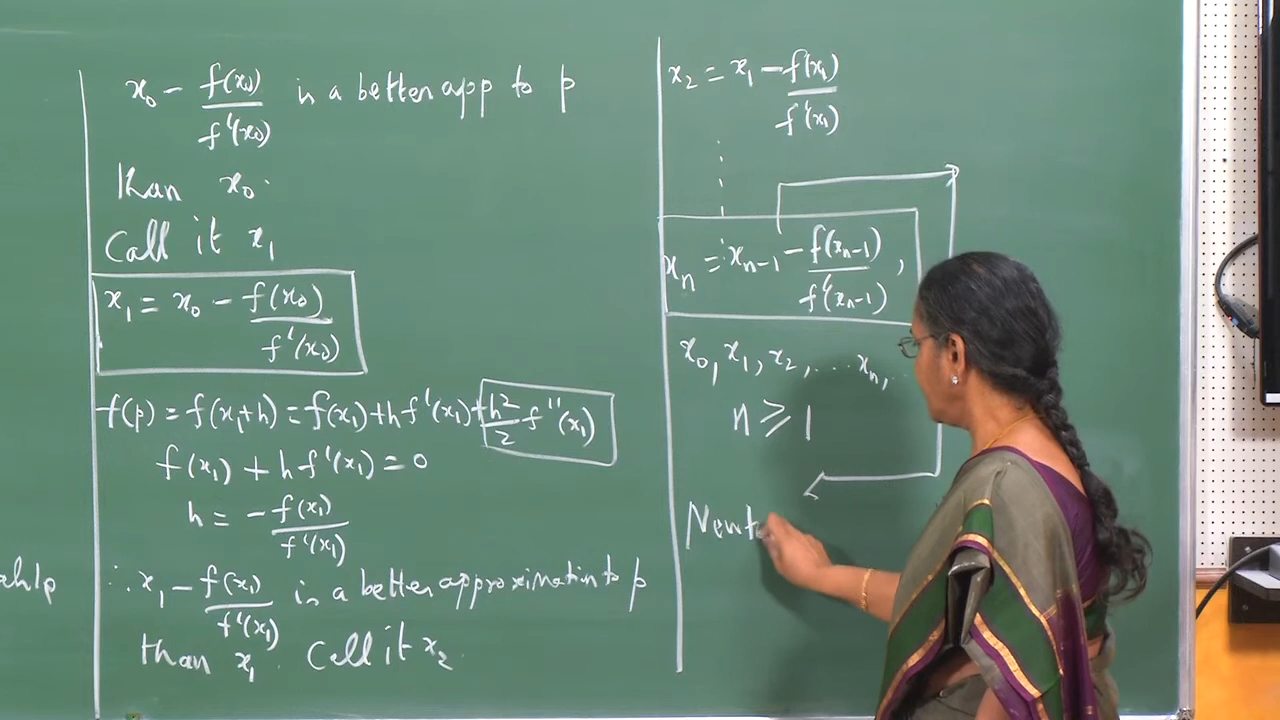 x₀ - f(x₀)/f'(x₀) is a better app to p
than x₀.
Call it x₁
x₁ = x₀ - f(x₀)/f'(x₀)
f(p) = f(x₁+h) = f(x₁) + h f'(x₁) + h²/2 f''(x₁)
f(x₁) + h f'(x₁) = 0
h = - f(x₁)/f'(x₁)
∴ x₁ - f(x₁)/f'(x₁) is a better approximation to p
than x₁. Call it x₂.
x₂ = x₁ - f(x₁)/f'(x₁)
xₙ = xₙ₋₁ - f(xₙ₋₁)/f'(xₙ₋₁),
x₀, x₁, x₂, ... xₙ, ..
n ⩾ 1
Newt